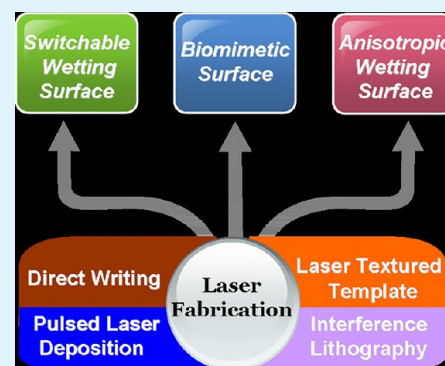 Switchable
Wetting
Surface
Biomimetic
Surface
Anisotropic
Wetting
Surface
Direct Writing
Pulsed Laser
Deposition
Laser
Fabrication
Laser Textured
Template
Interference
Lithography